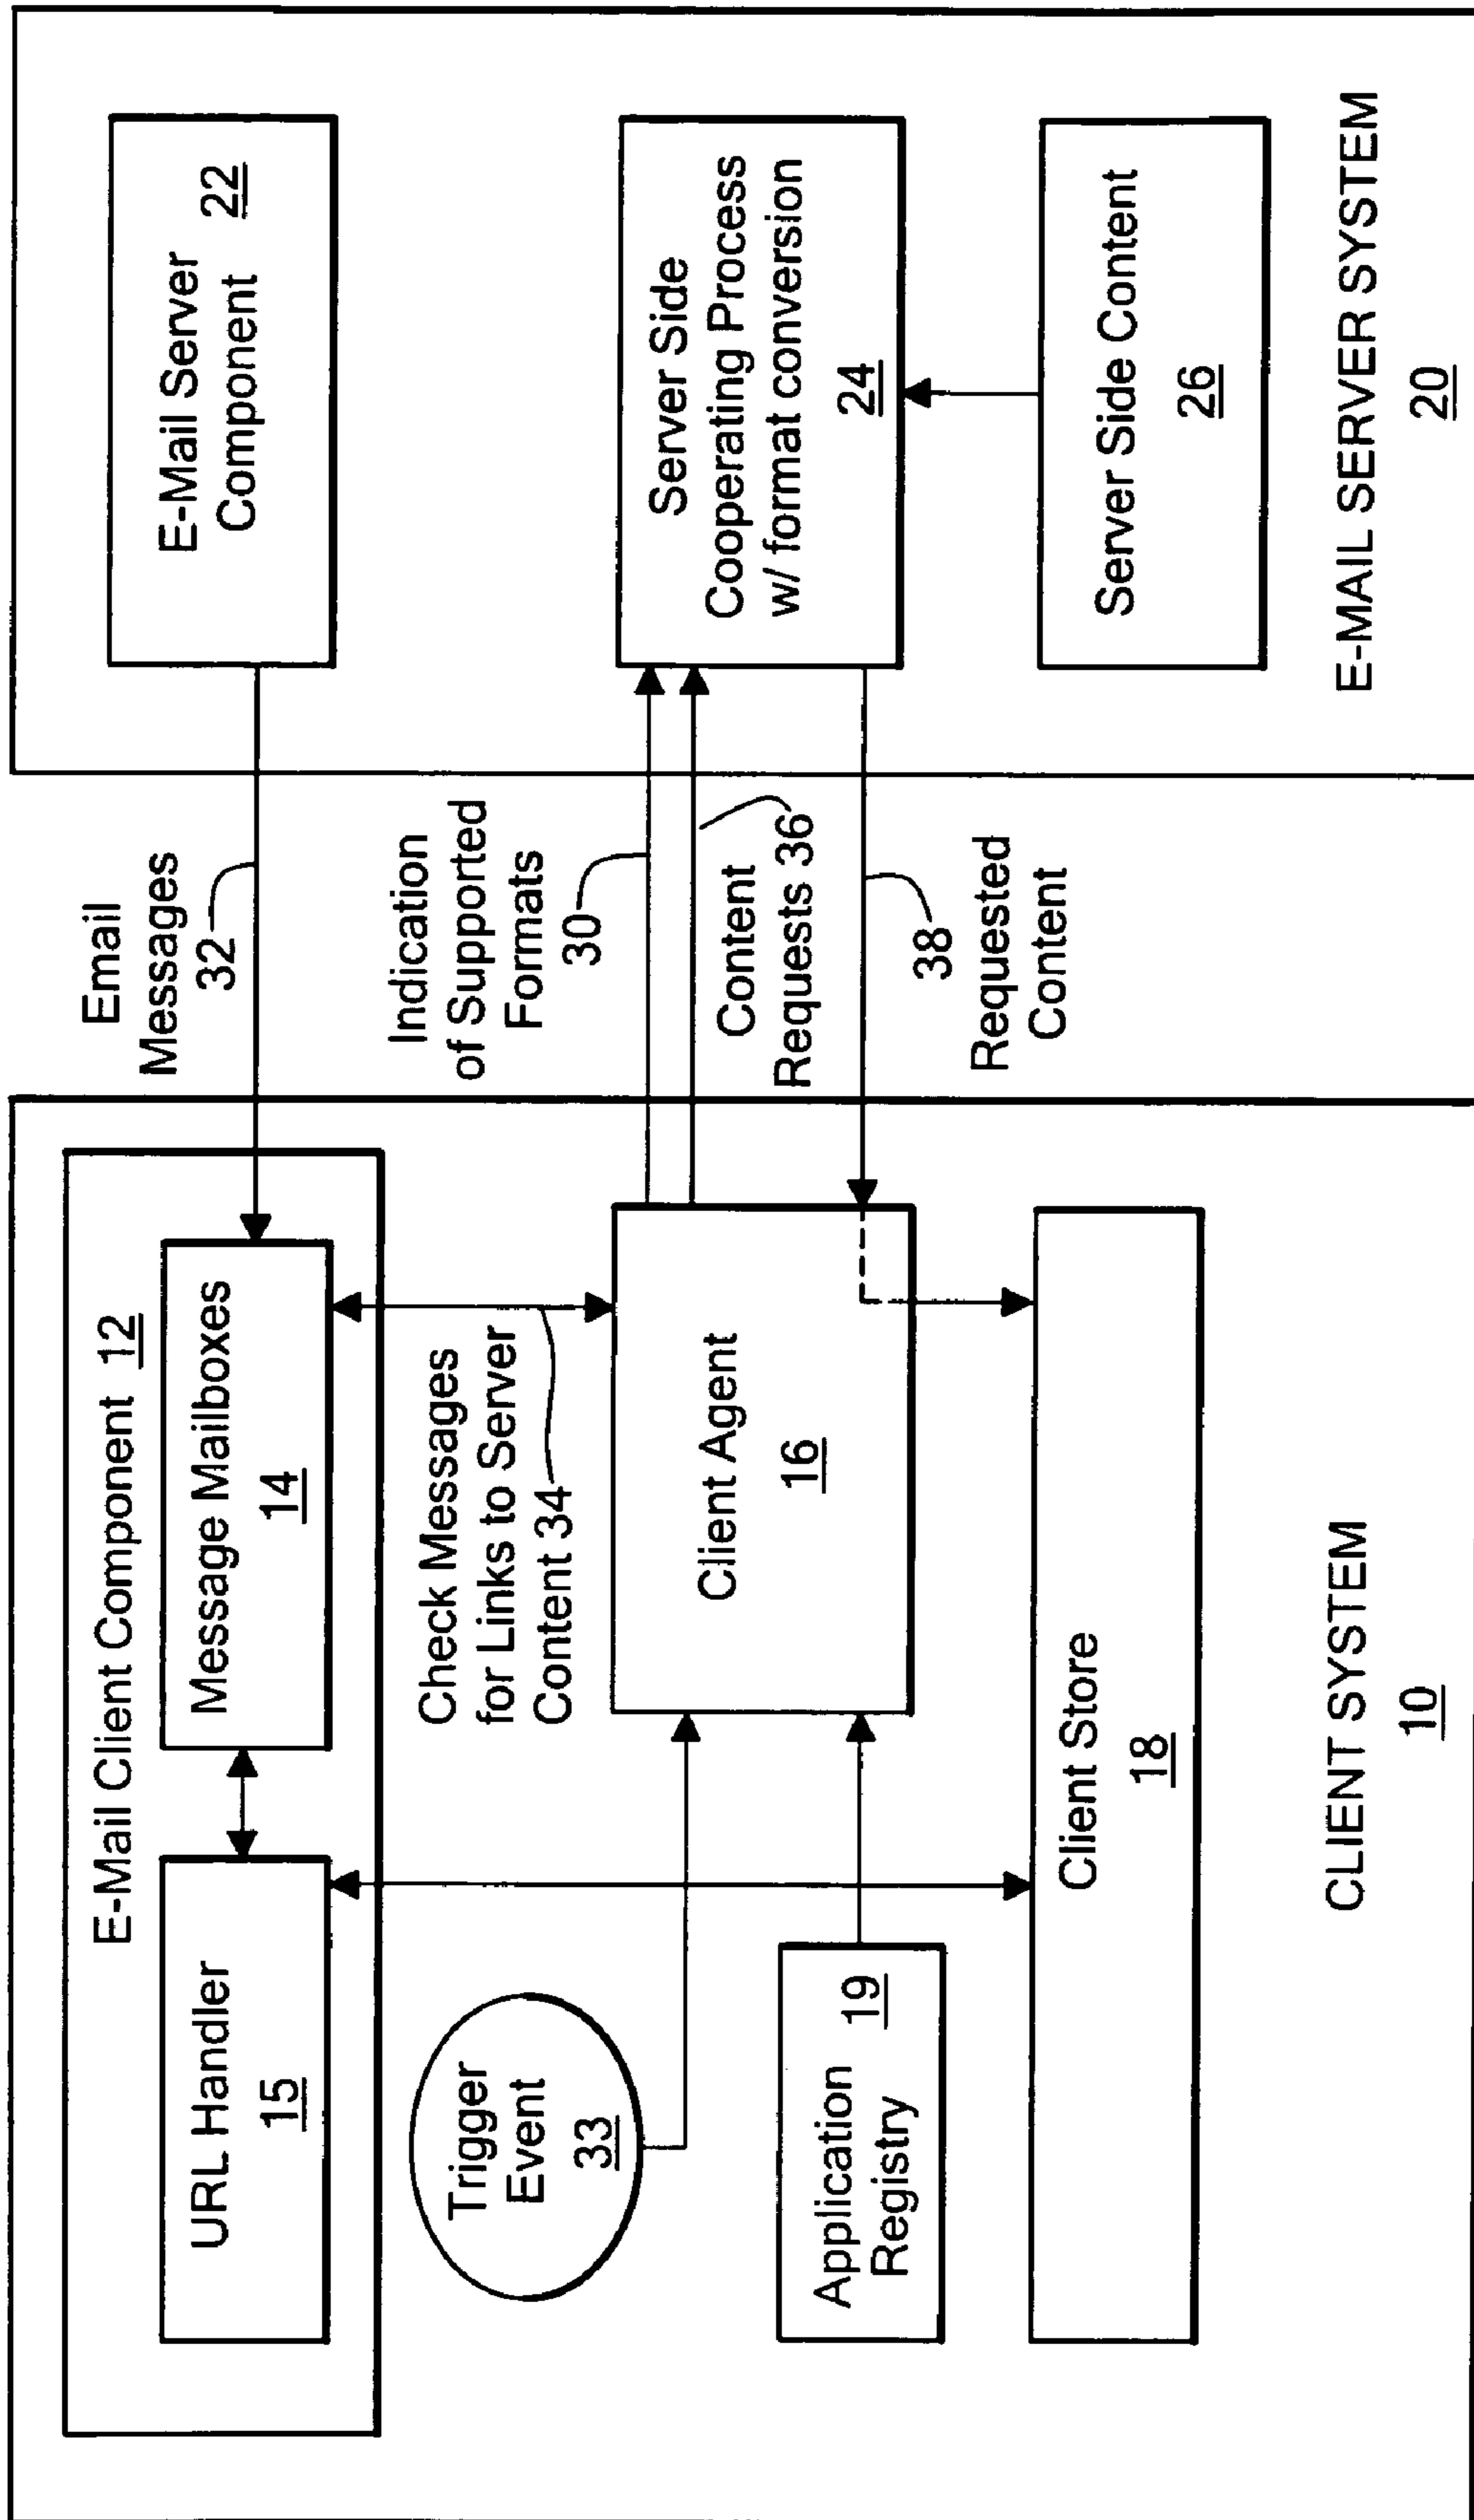 E-Mail Client Component 12
URL Handler
15
Message Mailboxes
14
Trigger
Event
33
Check Messages
for Links to Server
Content 34
Application
Registry 19
Client Agent
16
Client Store
18
CLIENT SYSTEM
10
Email
Messages
32
Indication
of Supported
Formats
30
Content
Requests 36
38
Requested
Content
E-Mail Server
Component 22
Server Side
Cooperating Process
w/ format conversion
24
Server Side Content
26
E-MAIL SERVER SYSTEM
20